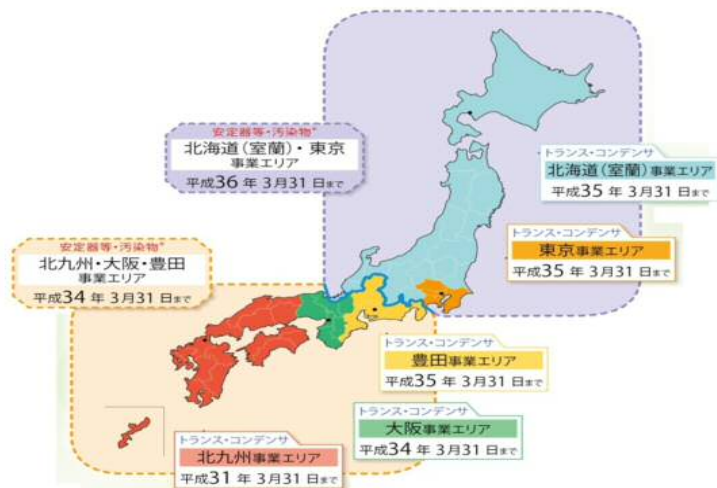 安定器等・汚染物*
北海道(室蘭)・東京
事業エリア
平成36年3月31日まで
トランス・コンデンサ
北海道(室蘭)事業エリア
平成35年3月31日まで
トランス・コンデンサ
東京事業エリア
平成35年3月31日まで
安定器等・汚染物*
北九州・大阪・豊田
事業エリア
平成34年3月31日まで
トランス・コンデンサ
豊田事業エリア
平成35年3月31日まで
トランス・コンデンサ
大阪事業エリア
平成34年3月31日まで
トランス・コンデンサ
北九州事業エリア
平成31年3月31日まで